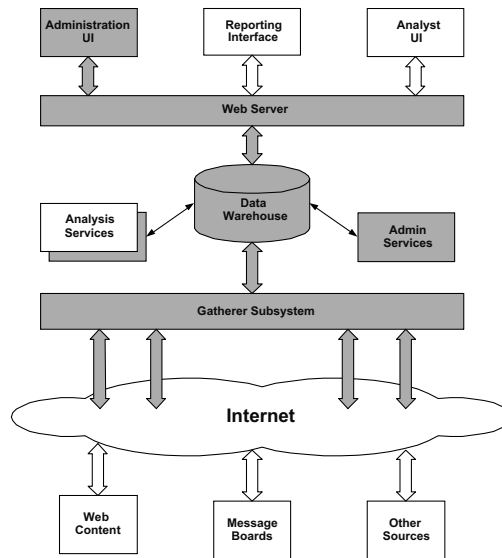 Administration
UI
Reporting
Interface
Analyst
UI
Web Server
Data
Warehouse
Analysis
Services
Admin
Services
Gatherer Subsystem
Internet
Web
Content
Message
Boards
Other
Sources